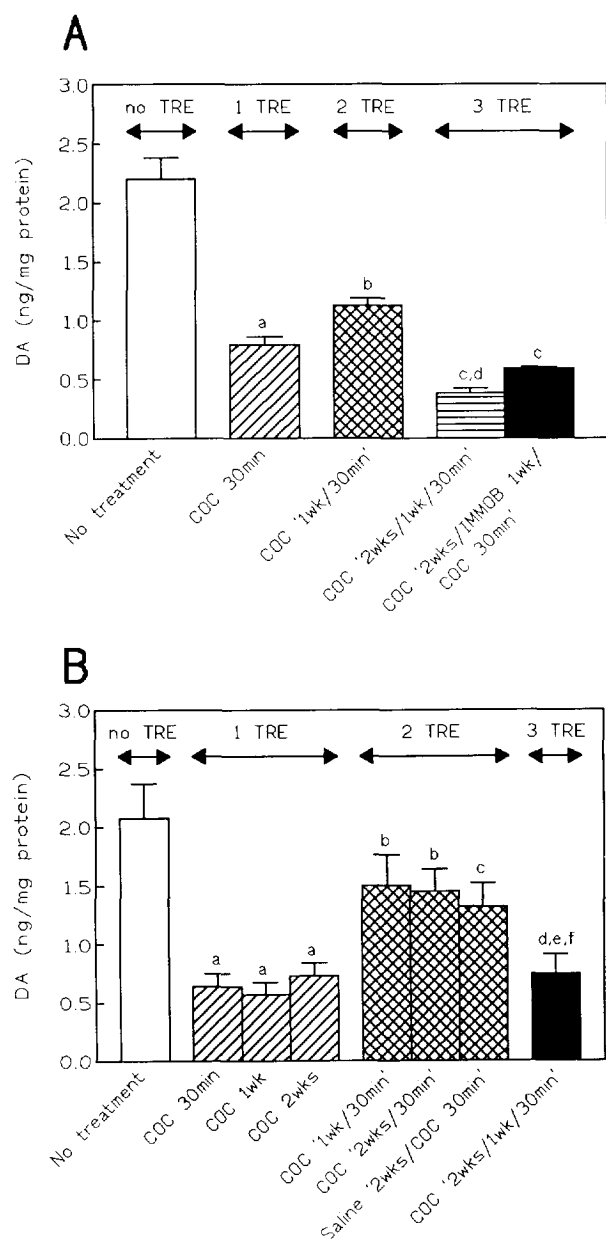 A
3.0
2.5
2.0
1.5
1.0
0.5
0.0
DA (ng/mg protein)
no TRE
1 TRE
2 TRE
3 TRE
a
b
c,d
c
No treatment
COC 30min
COC '1wk/30min'
COC '2wks/1wk/30min'
COC '2wks/IMMOB 1wk/
COC 30min'
B
3.0
2.5
2.0
1.5
1.0
0.5
0.0
DA (ng/mg protein)
no TRE
1 TRE
2 TRE
3 TRE
a
a
a
b
b
c
d,e,f
No treatment
COC 30min
COC 1wk
COC 2wks
COC '1wk/30min'
COC '2wks/30min'
Saline '2wks/COC 30min'
COC '2wks/1wk/30min'